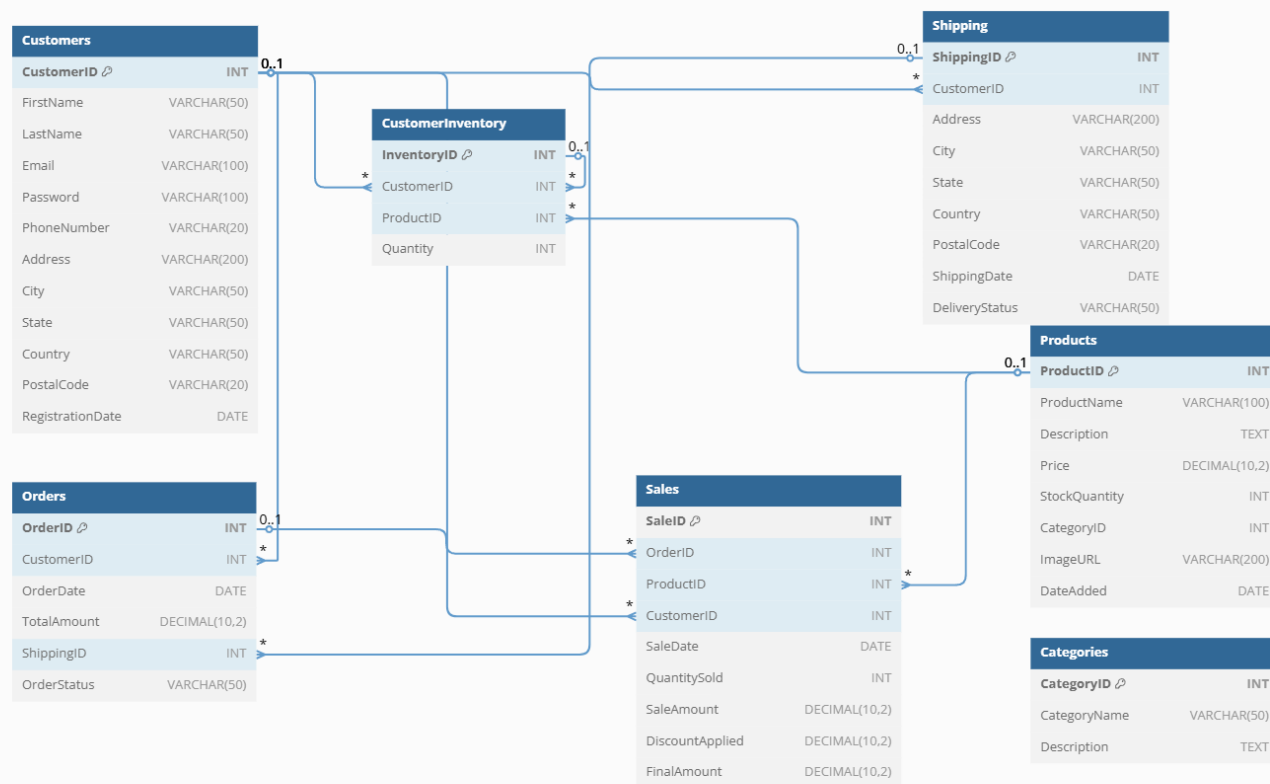 Customers
CustomerID INT
FirstName VARCHAR(50)
LastName VARCHAR(50)
Email VARCHAR(100)
Password VARCHAR(100)
PhoneNumber VARCHAR(20)
Address VARCHAR(200)
City VARCHAR(50)
State VARCHAR(50)
Country VARCHAR(50)
PostalCode VARCHAR(20)
RegistrationDate DATE
0..1
CustomerInventory
InventoryID INT
0..1
* CustomerID INT *
ProductID INT *
Quantity INT
Shipping
0..1
ShippingID INT
* CustomerID INT
Address VARCHAR(200)
City VARCHAR(50)
State VARCHAR(50)
Country VARCHAR(50)
PostalCode VARCHAR(20)
ShippingDate DATE
DeliveryStatus VARCHAR(50)
Products
0..1
ProductID INT
ProductName VARCHAR(100)
Description TEXT
Price DECIMAL(10,2)
StockQuantity INT
CategoryID INT
ImageURL VARCHAR(200)
DateAdded DATE
Orders
OrderID INT
0..1
CustomerID INT *
OrderDate DATE
TotalAmount DECIMAL(10,2)
ShippingID INT *
OrderStatus VARCHAR(50)
Sales
SaleID INT
* OrderID INT
ProductID INT *
* CustomerID INT
SaleDate DATE
QuantitySold INT
SaleAmount DECIMAL(10,2)
DiscountApplied DECIMAL(10,2)
FinalAmount DECIMAL(10,2)
Categories
CategoryID INT
CategoryName VARCHAR(50)
Description TEXT